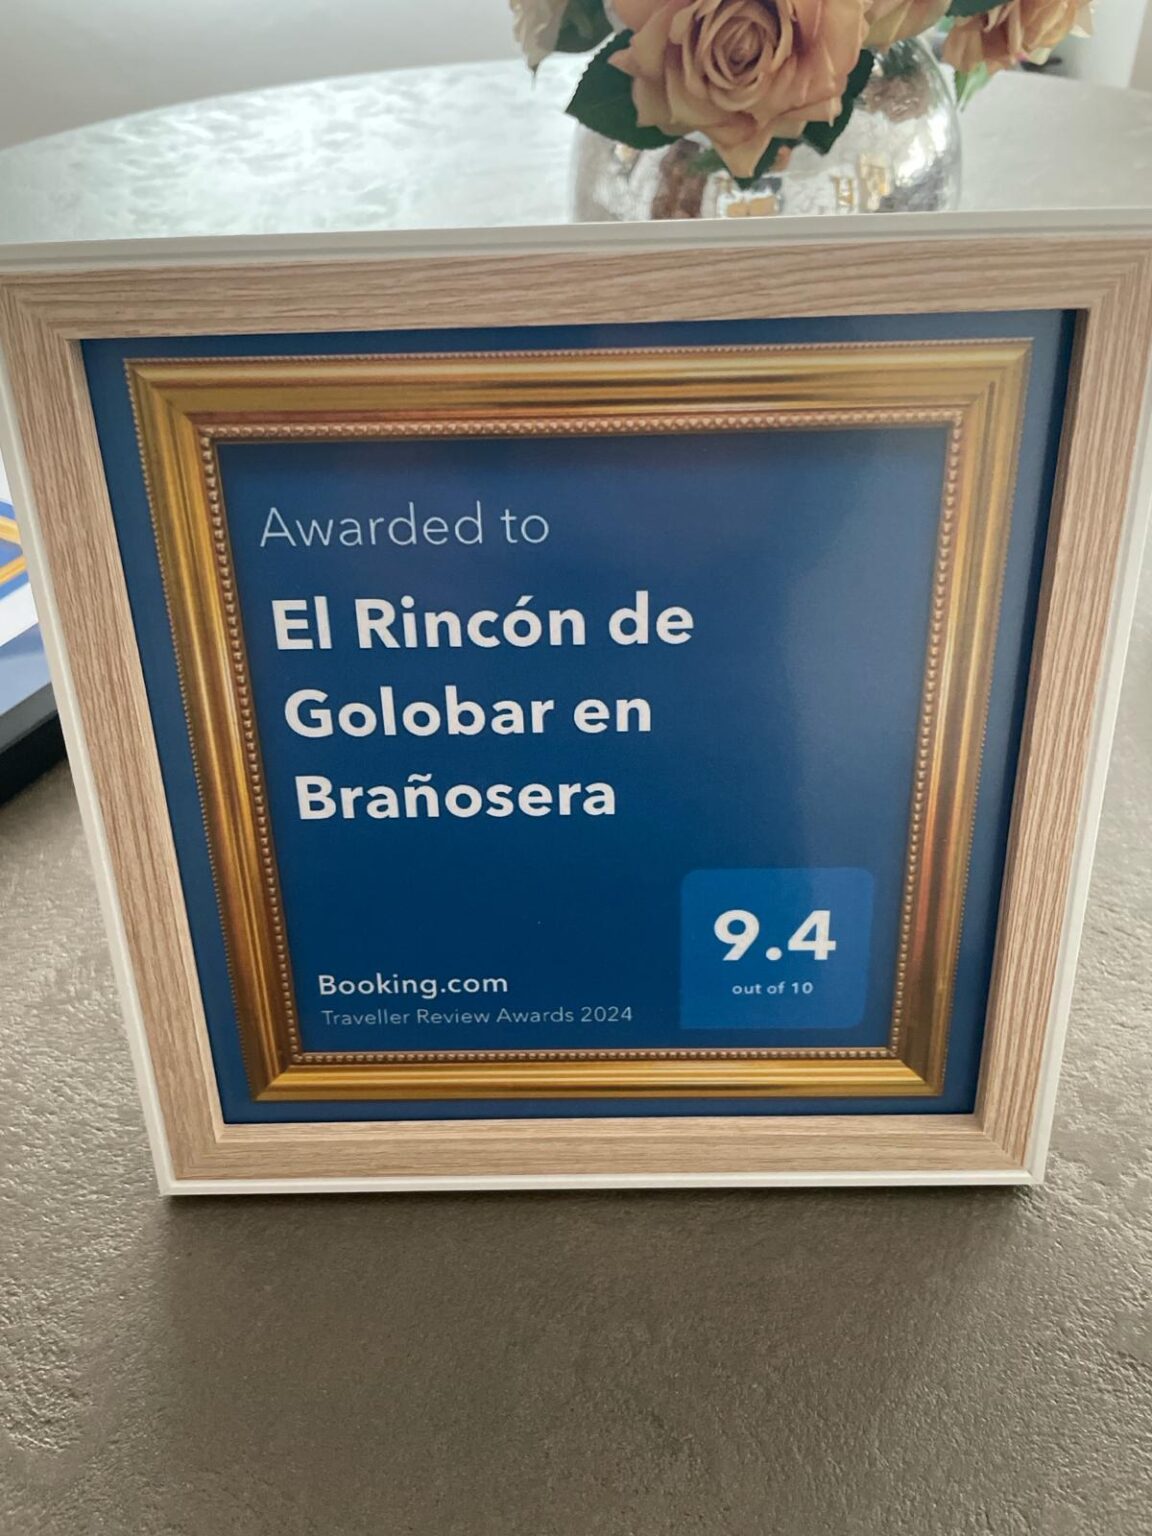 Awarded to
El Rincón de
Golobar en
Brañosera
9.4
out of 10
Booking.com
Traveller Review Awards 2024